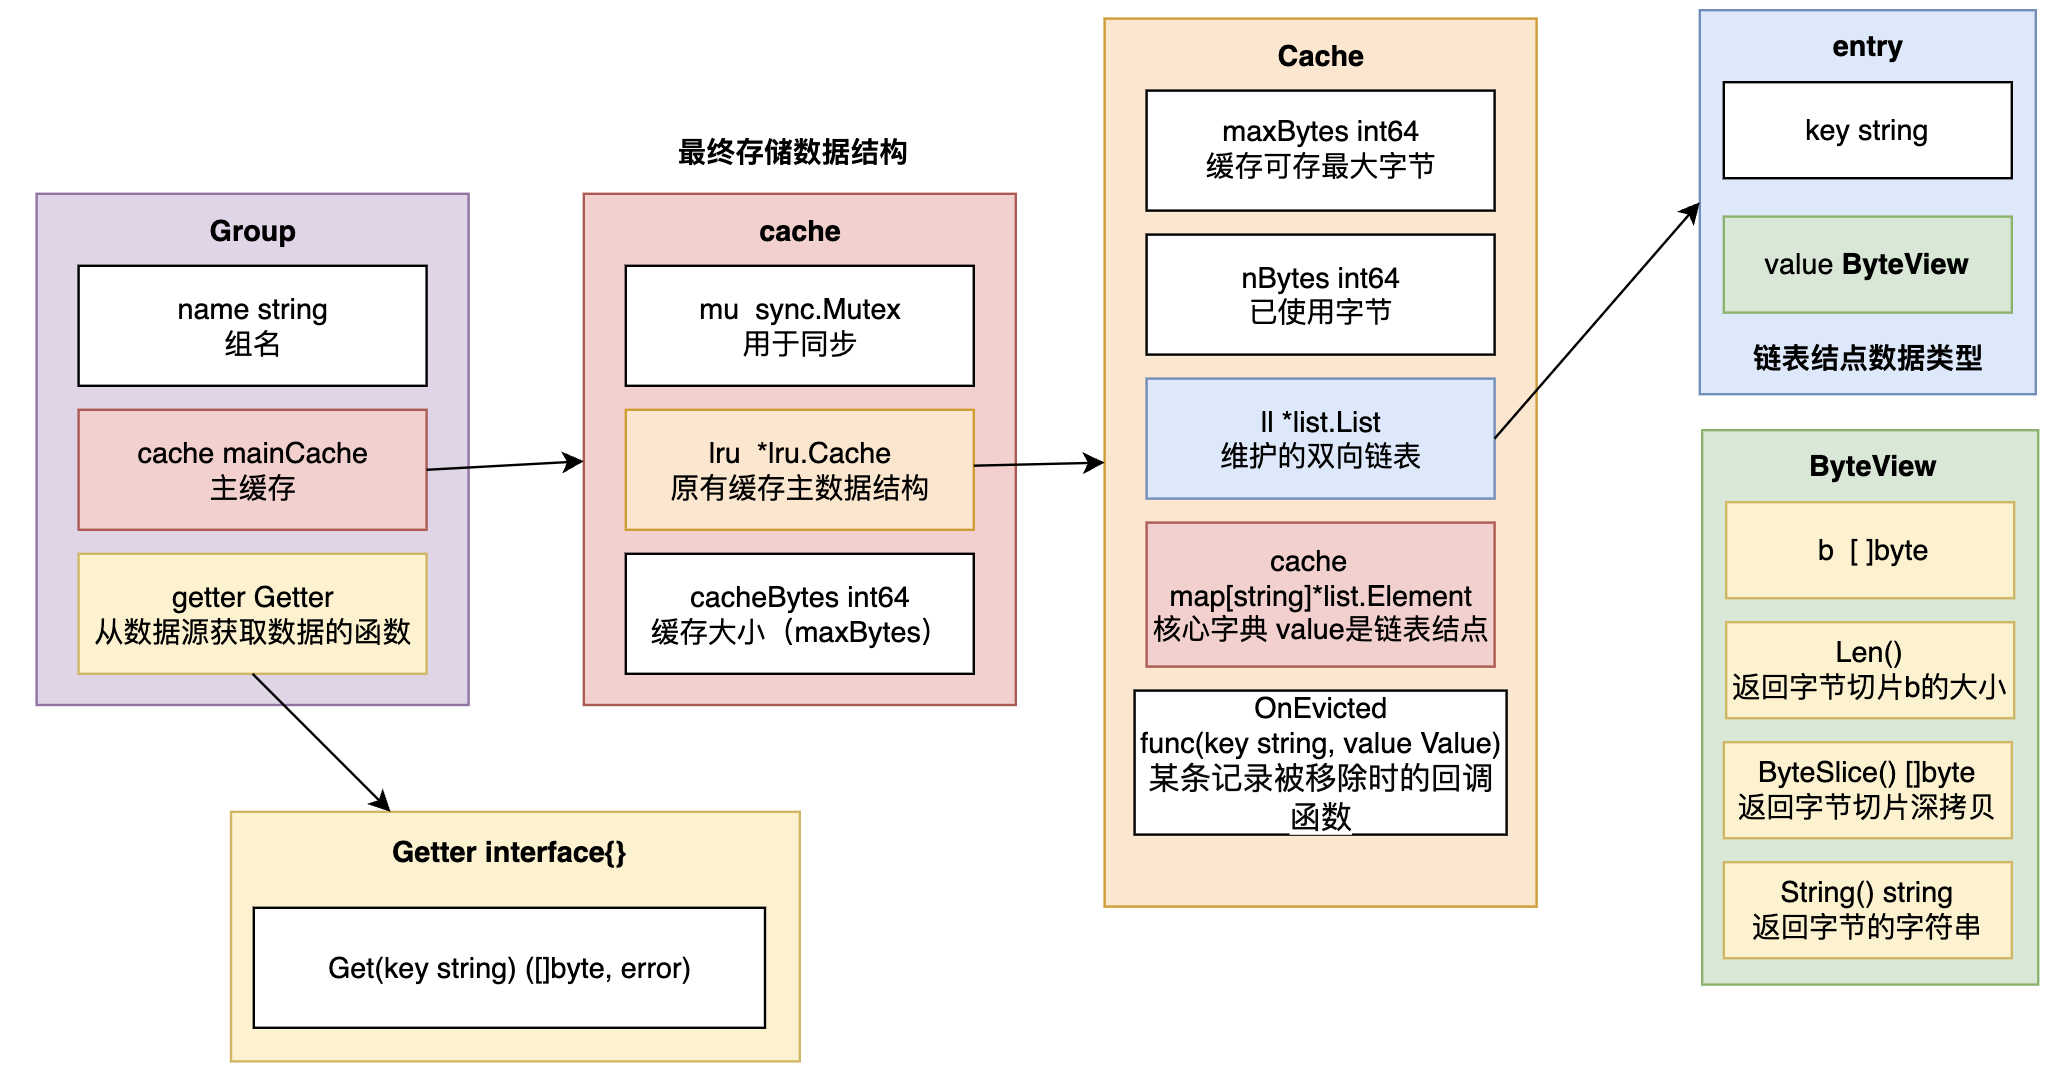 Group
name string
组名
cache mainCache
主缓存
getter Getter
从数据源获取数据的函数
Getter interface{}
Get(key string) ([]byte, error)
最终存储数据结构
cache
mu  sync.Mutex
用于同步
lru  *lru.Cache
原有缓存主数据结构
cacheBytes int64
缓存大小（maxBytes）
Cache
maxBytes int64
缓存可存最大字节
nBytes int64
已使用字节
ll *list.List
维护的双向链表
cache
map[string]*list.Element
核心字典 value是链表结点
OnEvicted
func(key string, value Value)
某条记录被移除时的回调
函数
entry
key string
value ByteView
链表结点数据类型
ByteView
b  [ ]byte
Len()
返回字节切片b的大小
ByteSlice() []byte
返回字节切片深拷贝
String() string
返回字节的字符串